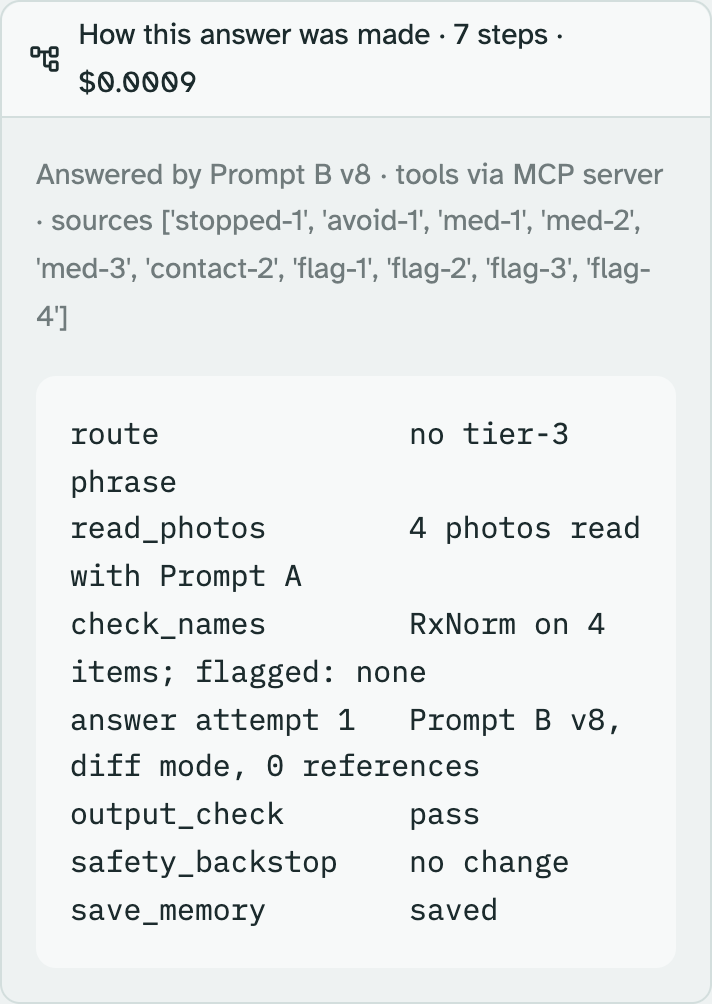 How this answer was made · 7 steps ·
$0.0009
Answered by Prompt B v8 · tools via MCP server
· sources ['stopped-1', 'avoid-1', 'med-1', 'med-2',
'med-3', 'contact-2', 'flag-1', 'flag-2', 'flag-3', 'flag-
4']
route no tier-3
phrase
read_photos 4 photos read
with Prompt A
check_names RxNorm on 4
items; flagged: none
answer attempt 1 Prompt B v8,
diff mode, 0 references
output_check pass
safety_backstop no change
save_memory saved